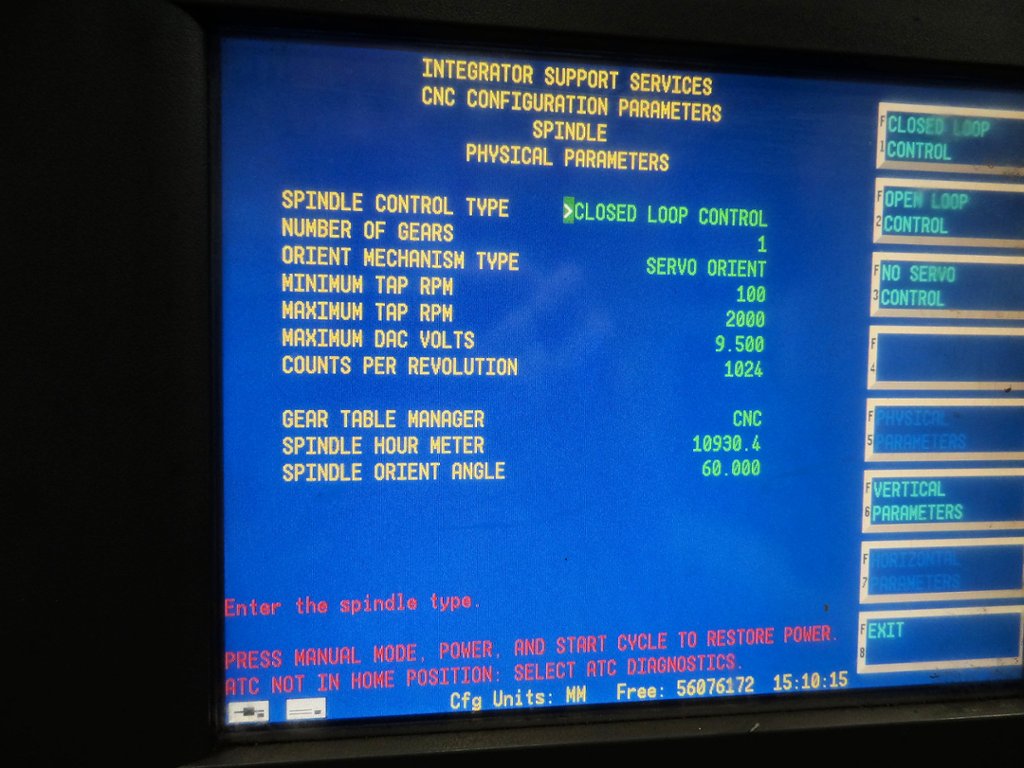 INTEGRATOR SUPPORT SERVICES
CNC CONFIGURATION PARAMETERS
SPINDLE
PHYSICAL PARAMETERS
SPINDLE CONTROL TYPE >CLOSED LOOP CONTROL
NUMBER OF GEARS 1
ORIENT MECHANISM TYPE SERVO ORIENT
MINIMUM TAP RPM 100
MAXIMUM TAP RPM 2000
MAXIMUM DAC VOLTS 9.500
COUNTS PER REVOLUTION 1024
GEAR TABLE MANAGER CNC
SPINDLE HOUR METER 10930.4
SPINDLE ORIENT ANGLE 60.000
Enter the spindle type.
PRESS MANUAL MODE, POWER, AND START CYCLE TO RESTORE POWER.
ATC NOT IN HOME POSITION: SELECT ATC DIAGNOSTICS.
Cfg Units: MM Free: 56076172 15:10:15
F1 CLOSED LOOP
CONTROL
F2 OPEN LOOP
CONTROL
F3 NO SERVO
CONTROL
F4
F5 PHYSICAL
PARAMETERS
F6 VERTICAL
PARAMETERS
F7 HORIZONTAL
PARAMETERS
F8 EXIT